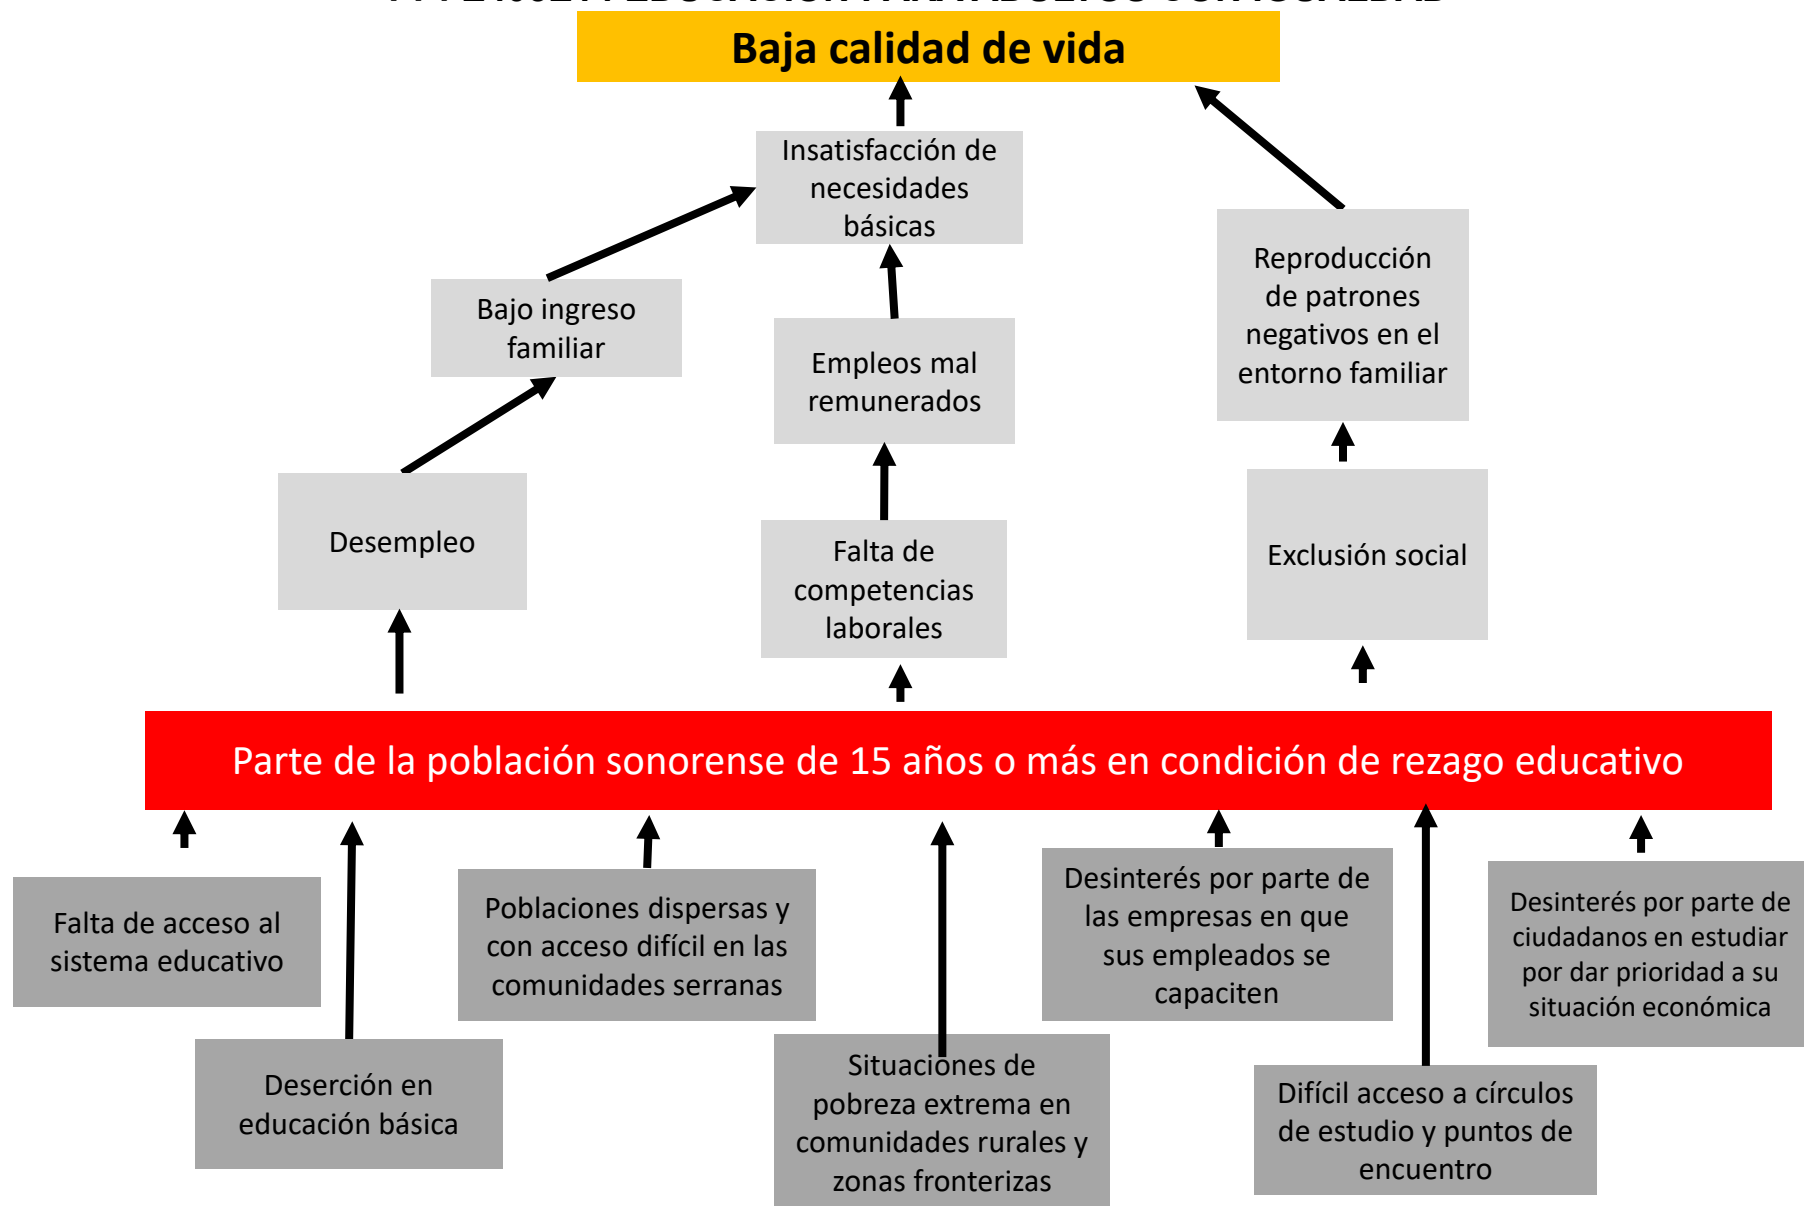 Baja calidad de vida
Insatisfacción de
necesidades
básicas
Reproducción
de patrones
negativos en el
entorno familiar
Bajo ingreso
familiar
Empleos mal
remunerados
Desempleo
Falta de
competencias
laborales
Exclusión social
Parte de la población sonorense de 15 años o más en condición de rezago educativo
Falta de acceso al
sistema educativo
Poblaciones dispersas y
con acceso difícil en las
comunidades serranas
Desinterés por parte de
las empresas en que
sus empleados se
capaciten
Desinterés por parte de
ciudadanos en estudiar
por dar prioridad a su
situación económica
Deserción en
educación básica
Situaciones de
pobreza extrema en
comunidades rurales y
zonas fronterizas
Difícil acceso a círculos
de estudio y puntos de
encuentro